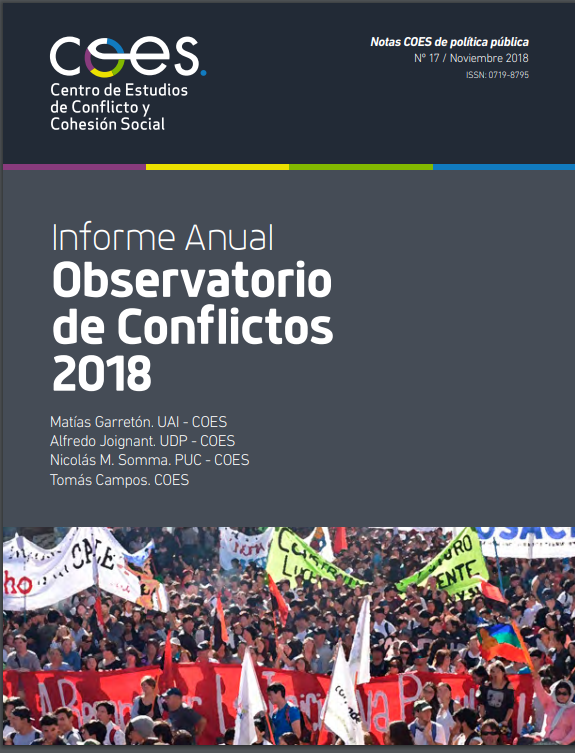 coes.
Centro de Estudios
de Conflicto y
Cohesión Social
Notas COES de política pública
N° 17 / Noviembre 2018
ISSN: 0719-8795
Informe Anual
Observatorio
de Conflictos
2018
Matías Garretón. UAI - COES
Alfredo Joignant. UDP - COES
Nicolás M. Somma. PUC - COES
Tomás Campos. COES